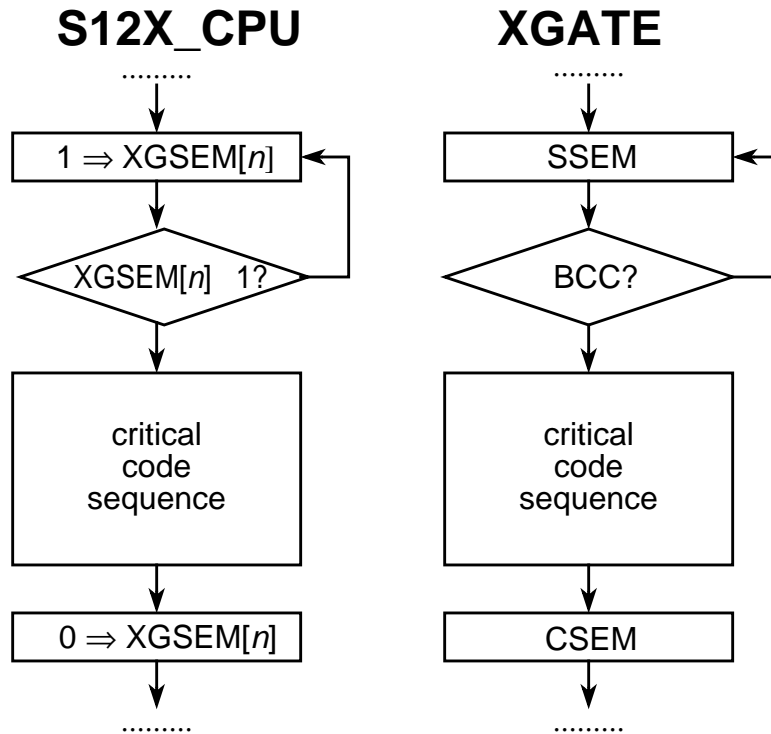 S12X_CPU
.........
1 ⇒ XGSEM[n]
XGSEM[n] 1?
critical
code
sequence
0 ⇒ XGSEM[n]
.........
XGATE
.........
SSEM
BCC?
critical
code
sequence
CSEM
.........